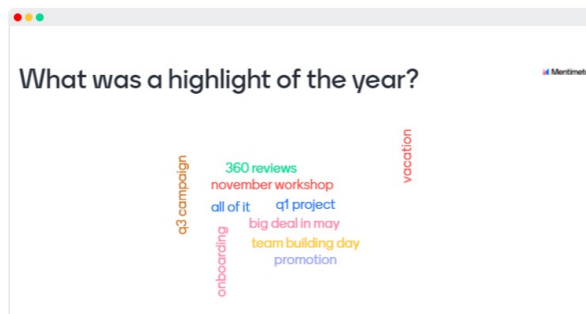 What was a highlight of the year?
Mentimet
vacation
q3 campaign
360 reviews
november workshop
all of it
q1 project
big deal in may
onboarding
team building day
promotion